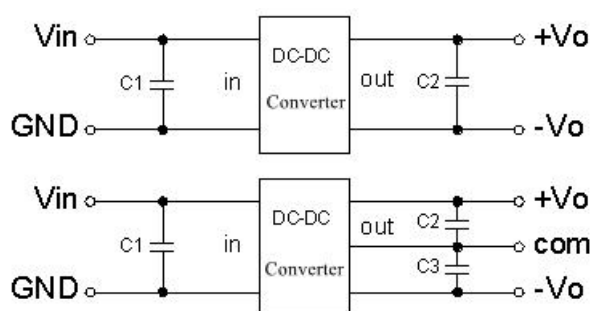 Vin
DC-DC
+Vo
C1
in
out
C2
Converter
GND
-Vo
Vin
DC-DC
+Vo
out
C2
C1
in
com
Converter
C3
GND
-Vo